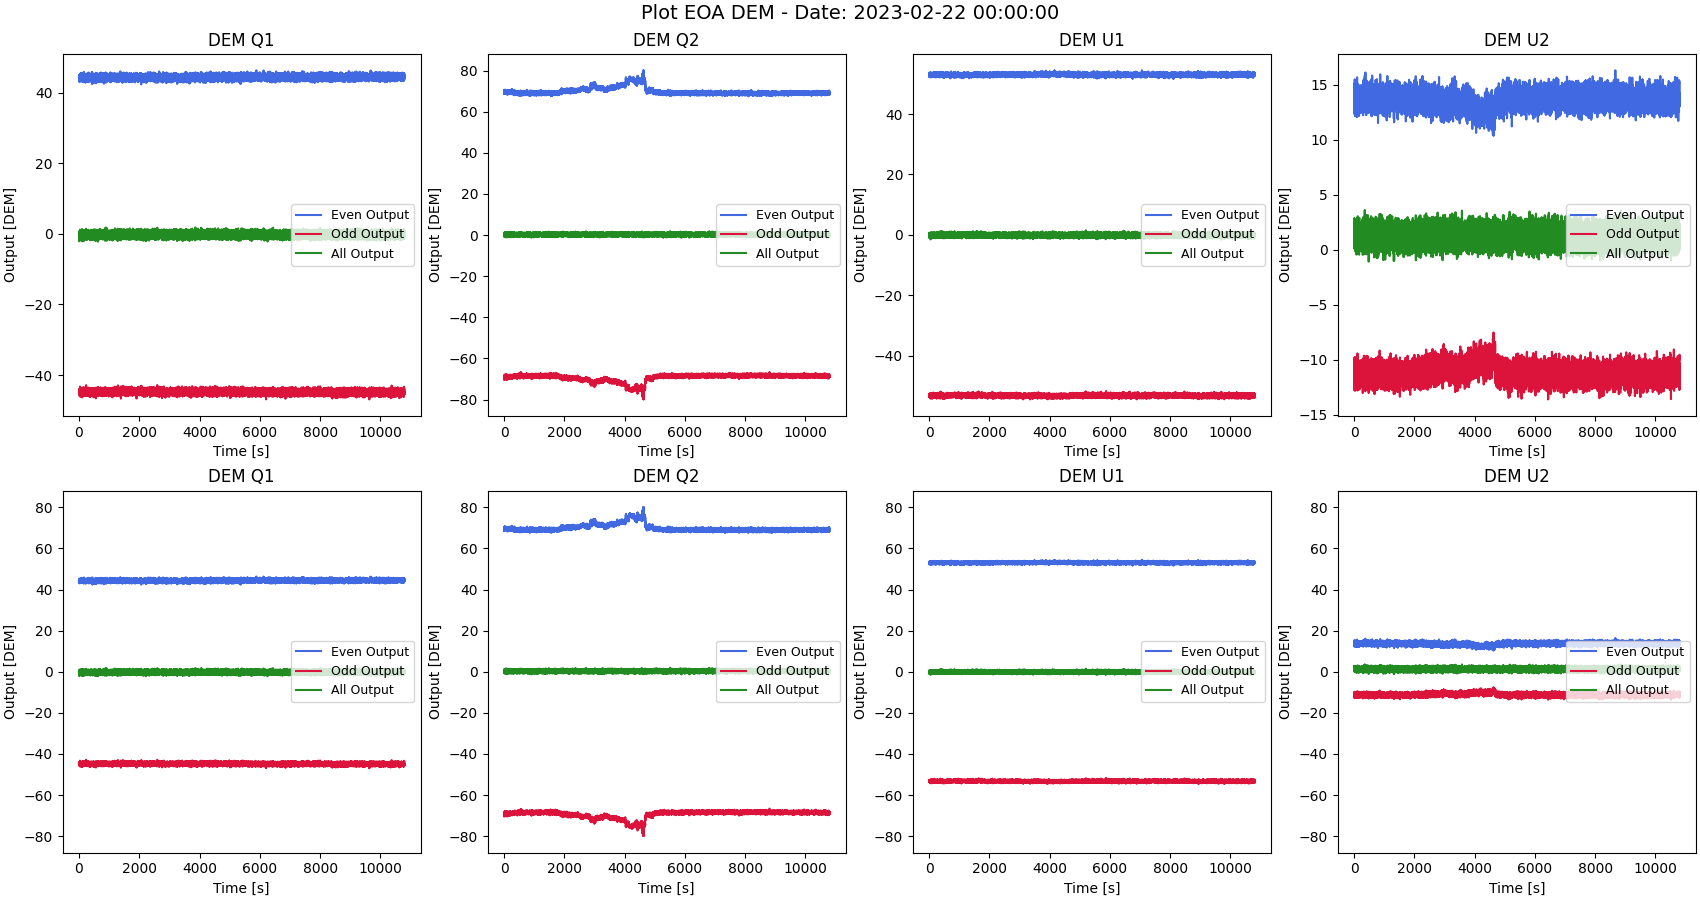 Plot EOA DEM - Date: 2023-02-22 00:00:00
DEM Q1
Output [DEM]
40
20
0
−20
−40
Even Output
Odd Output
All Output
0 2000 4000 6000 8000 10000
Time [s]
DEM Q2
Output [DEM]
80
60
40
20
0
−20
−40
−60
−80
Even Output
Odd Output
All Output
0 2000 4000 6000 8000 10000
Time [s]
DEM U1
Output [DEM]
40
20
0
−20
−40
Even Output
Odd Output
All Output
0 2000 4000 6000 8000 10000
Time [s]
DEM U2
Output [DEM]
15
10
5
0
−5
−10
−15
Even Output
Odd Output
All Output
0 2000 4000 6000 8000 10000
Time [s]
DEM Q1
Output [DEM]
80
60
40
20
0
−20
−40
−60
−80
Even Output
Odd Output
All Output
0 2000 4000 6000 8000 10000
Time [s]
DEM Q2
Output [DEM]
80
60
40
20
0
−20
−40
−60
−80
Even Output
Odd Output
All Output
0 2000 4000 6000 8000 10000
Time [s]
DEM U1
Output [DEM]
80
60
40
20
0
−20
−40
−60
−80
Even Output
Odd Output
All Output
0 2000 4000 6000 8000 10000
Time [s]
DEM U2
Output [DEM]
80
60
40
20
0
−20
−40
−60
−80
Even Output
Odd Output
All Output
0 2000 4000 6000 8000 10000
Time [s]